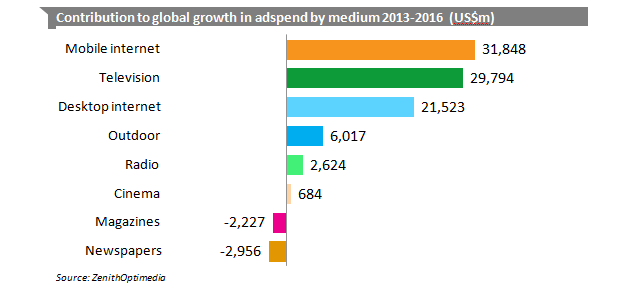 Contribution to global growth in adspend by medium 2013-2016 (US$m)
Mobile internet 31,848
Television 29,794
Desktop internet 21,523
Outdoor 6,017
Radio 2,624
Cinema 684
Magazines -2,227
Newspapers -2,956
Source: ZenithOptimedia